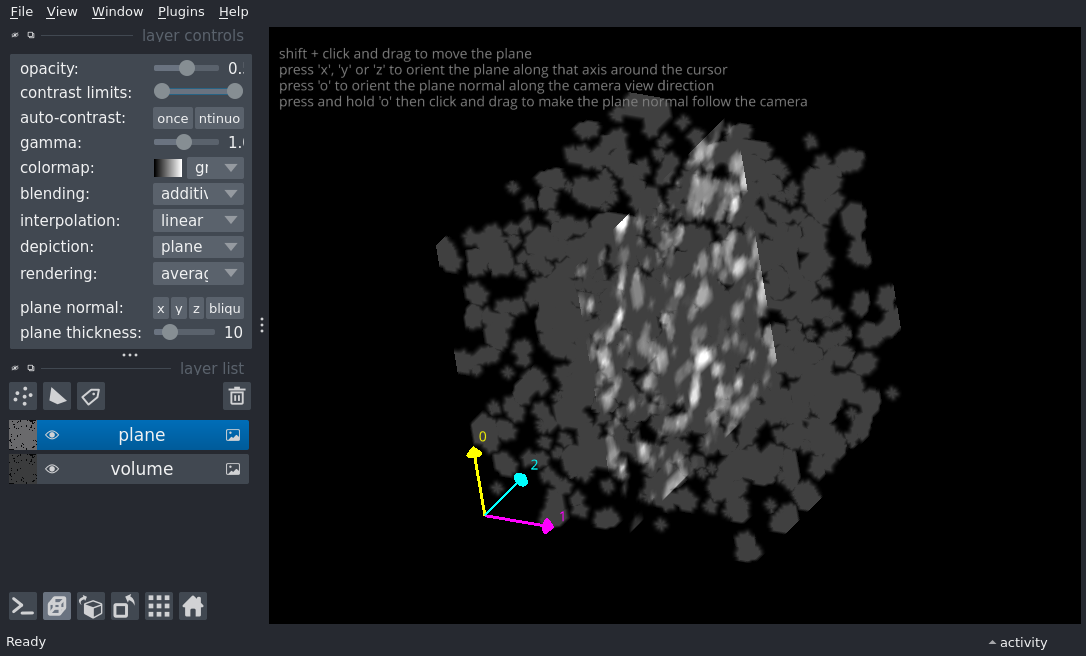 File View Window Plugins Help
layer controls
opacity:
0.
contrast limits:
auto-contrast:
once
ntinuo
gamma:
1.
colormap:
gr
blending:
additiv
interpolation:
linear
depiction:
plane
rendering:
averag
plane normal:
x y z bliqu
plane thickness:
10
layer list
plane
volume
shift + click and drag to move the plane
press 'x', 'y' or 'z' to orient the plane along that axis around the cursor
press 'o' to orient the plane normal along the camera view direction
press and hold 'o' then click and drag to make the plane normal follow the camera
0
2
1
Ready
activity